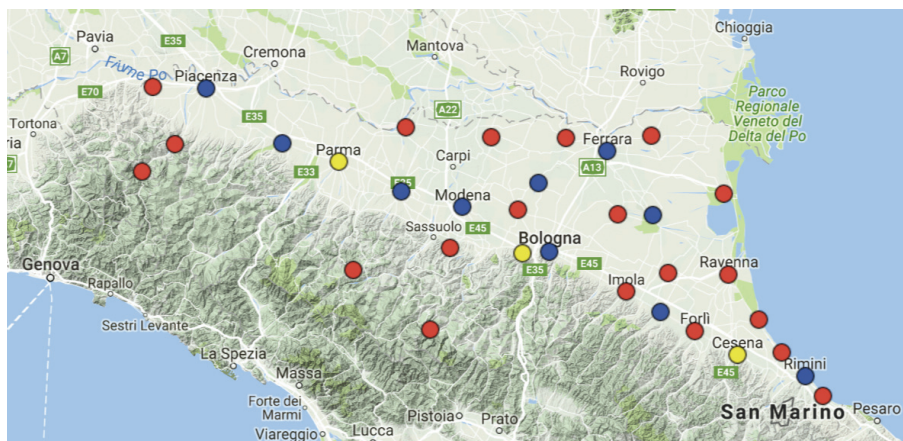 Pavia
E35
Chioggia
Cremona
Mantova
A7
Fiume Po
Piacenza
Rovigo
E70
Parco
Regionale
Veneto del
Delta del Po
Tortona
E35
A22
ria
Ferrara
Parma
Carpi
A13
E33
Modena
E45
Sassuolo
Bologna
Genova
E35
E45
Ravenna
Rapallo
Imola
Sestri Levante
Forlì
Cesena
La Spezia
Rimini
Massa
E45
Forte dei
Marmi
Pistoia
Prato
San Marino
Pesaro
Viareggio
Lucca